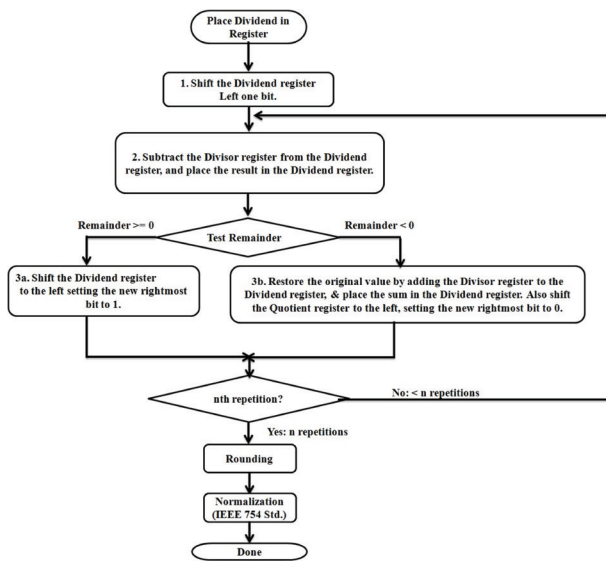 Place Dividend in
Register
1. Shift the Dividend register
Left one bit.
2. Subtract the Divisor register from the Dividend
register, and place the result in the Dividend register.
Remainder >= 0
Remainder < 0
Test Remainder
3a. Shift the Dividend register
to the left setting the new rightmost
bit to 1.
3b. Restore the original value by adding the Divisor register to the
Dividend register, & place the sum in the Dividend register. Also shift
the Quotient register to the left, setting the new rightmost bit to 0.
nth repetition?
No: < n repetitions
Yes: n repetitions
Rounding
Normalization
(IEEE 754 Std.)
Done